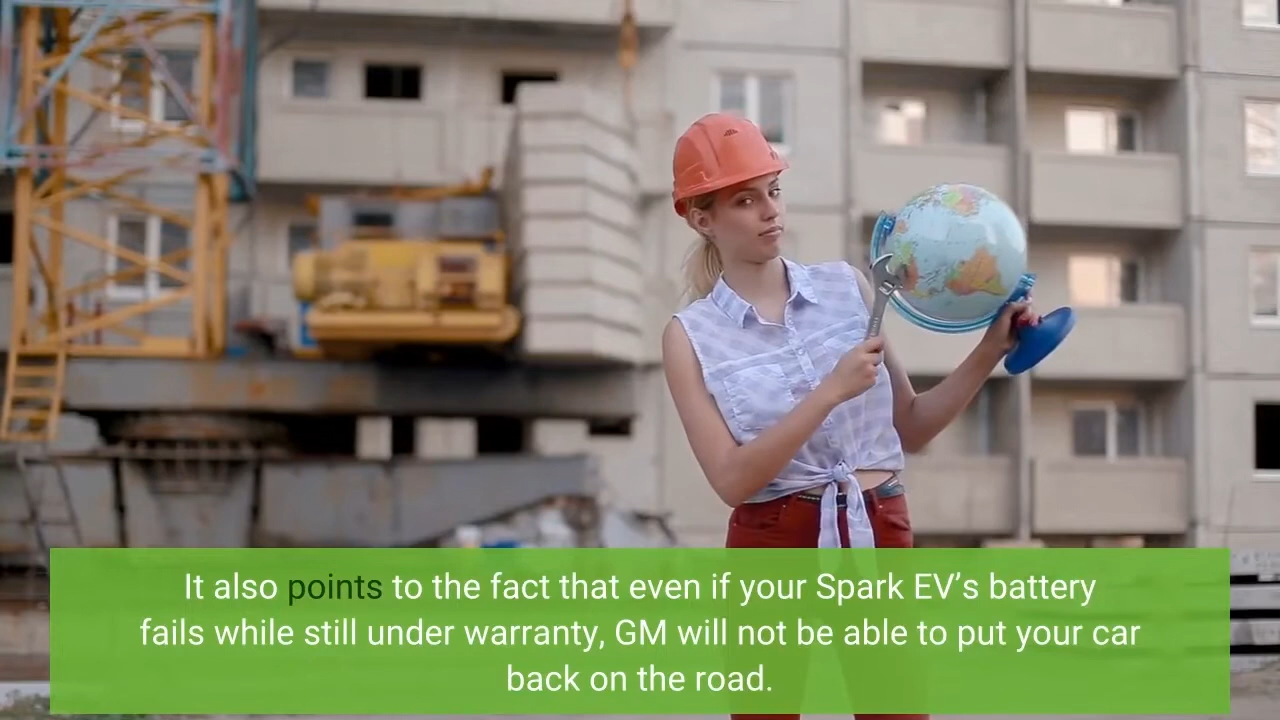 It also points to the fact that even if your Spark EV’s battery
fails while still under warranty, GM will not be able to put your car
back on the road.